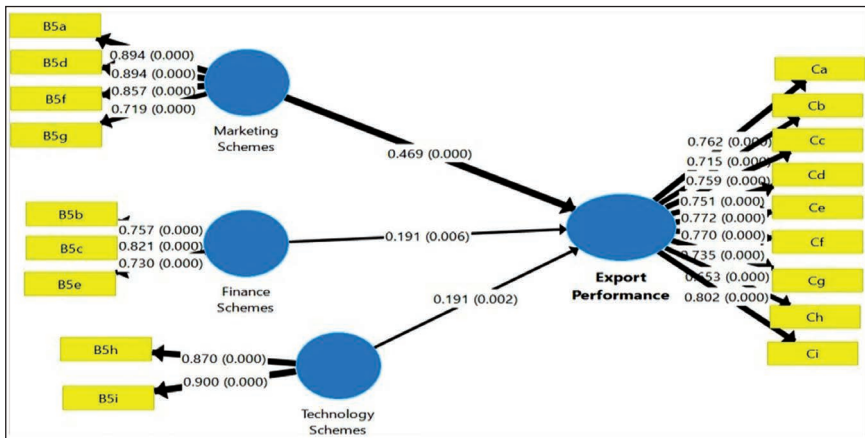 B5a
B5d
B5f
B5g
0.894 (0.000)
0.894 (0.000)
0.857 (0.000)
0.719 (0.000)
Marketing
Schemes
0.469 (0.000)
B5b
B5c
B5e
0.757 (0.000)
0.821 (0.000)
0.730 (0.000)
Finance
Schemes
0.191 (0.006)
B5h
B5i
0.870 (0.000)
0.900 (0.000)
Technology
Schemes
0.191 (0.002)
Export
Performance
0.762 (0.000)
0.715 (0.000)
0.759 (0.000)
0.751 (0.000)
0.772 (0.000)
0.770 (0.000)
0.735 (0.000)
0.653 (0.000)
0.802 (0.000)
Ca
Cb
Cc
Cd
Ce
Cf
Cg
Ch
Ci